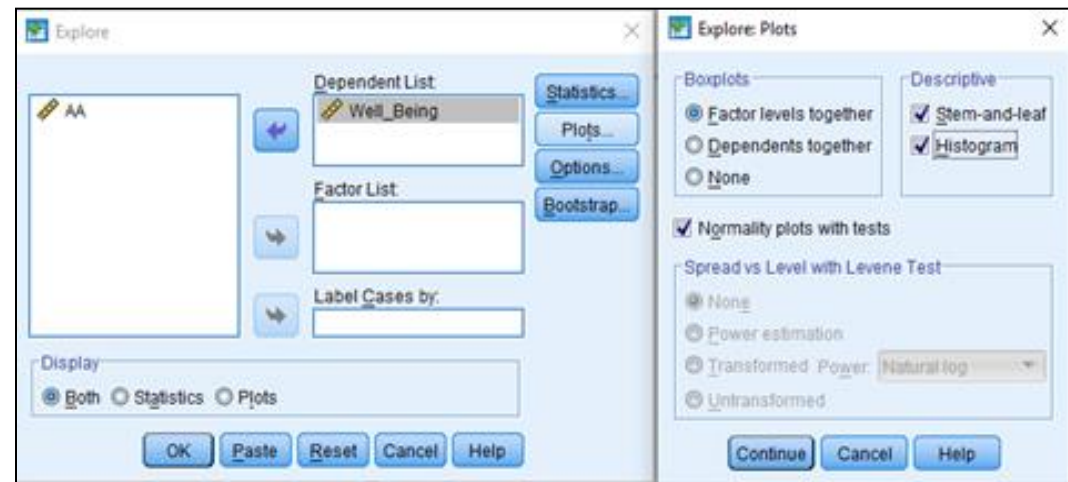 Explore
AA
Dependent List:
Well_Being
Factor List:
Label Cases by:
Statistics...
Plots...
Options...
Bootstrap...
Display
Both Statistics Plots
OK Paste Reset Cancel Help
Explore: Plots
Boxplots
Factor levels together
Dependents together
None
Descriptive
Stem-and-leaf
Histogram
Normality plots with tests
Spread vs Level with Levene Test
None
Power estimation
Transformed Power: Natural log
Untransformed
Continue Cancel Help